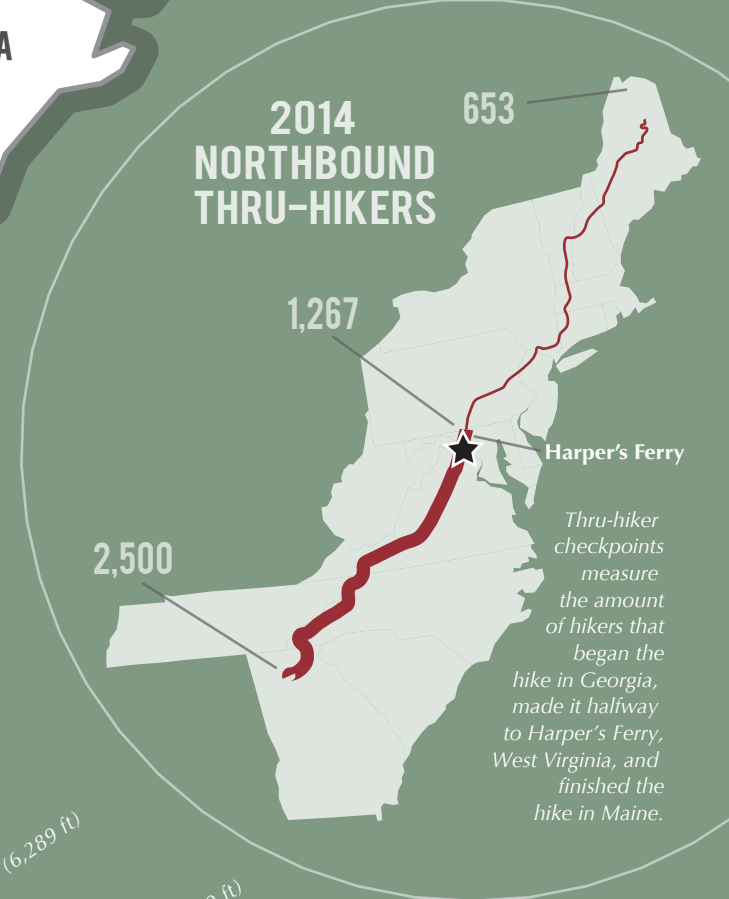 A
2014
NORTHBOUND
THRU-HIKERS
653
1,267
Harper's Ferry
2,500
Thru-hiker
checkpoints
measure
the amount
of hikers that
began the
hike in Georgia,
made it halfway
to Harper's Ferry,
West Virginia, and
finished the
hike in Maine.
(6,289 ft)
ft)